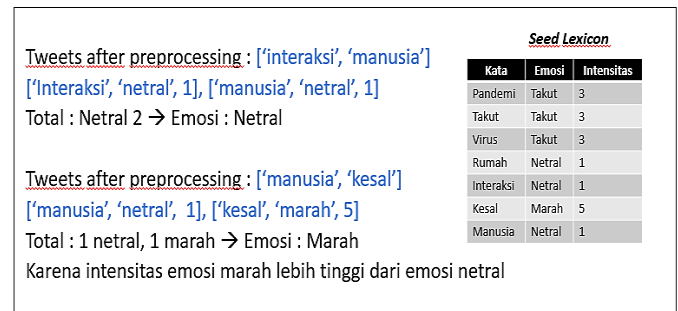 Seed Lexicon
Tweets after preprocessing : [‘interaksi’, ‘manusia’]
[‘Interaksi’, ‘netral’, 1], [‘manusia’, ‘netral’, 1]
Total : Netral 2 → Emosi : Netral
Tweets after preprocessing : [‘manusia’, ‘kesal’]
[‘manusia’, ‘netral’,  1], [‘kesal’, ‘marah’, 5]
Total : 1 netral, 1 marah → Emosi : Marah
Karena intensitas emosi marah lebih tinggi dari emosi netral
Kata Emosi Intensitas
Pandemi Takut 3
Takut Takut 3
Virus Takut 3
Rumah Netral 1
Interaksi Netral 1
Kesal Marah 5
Manusia Netral 1